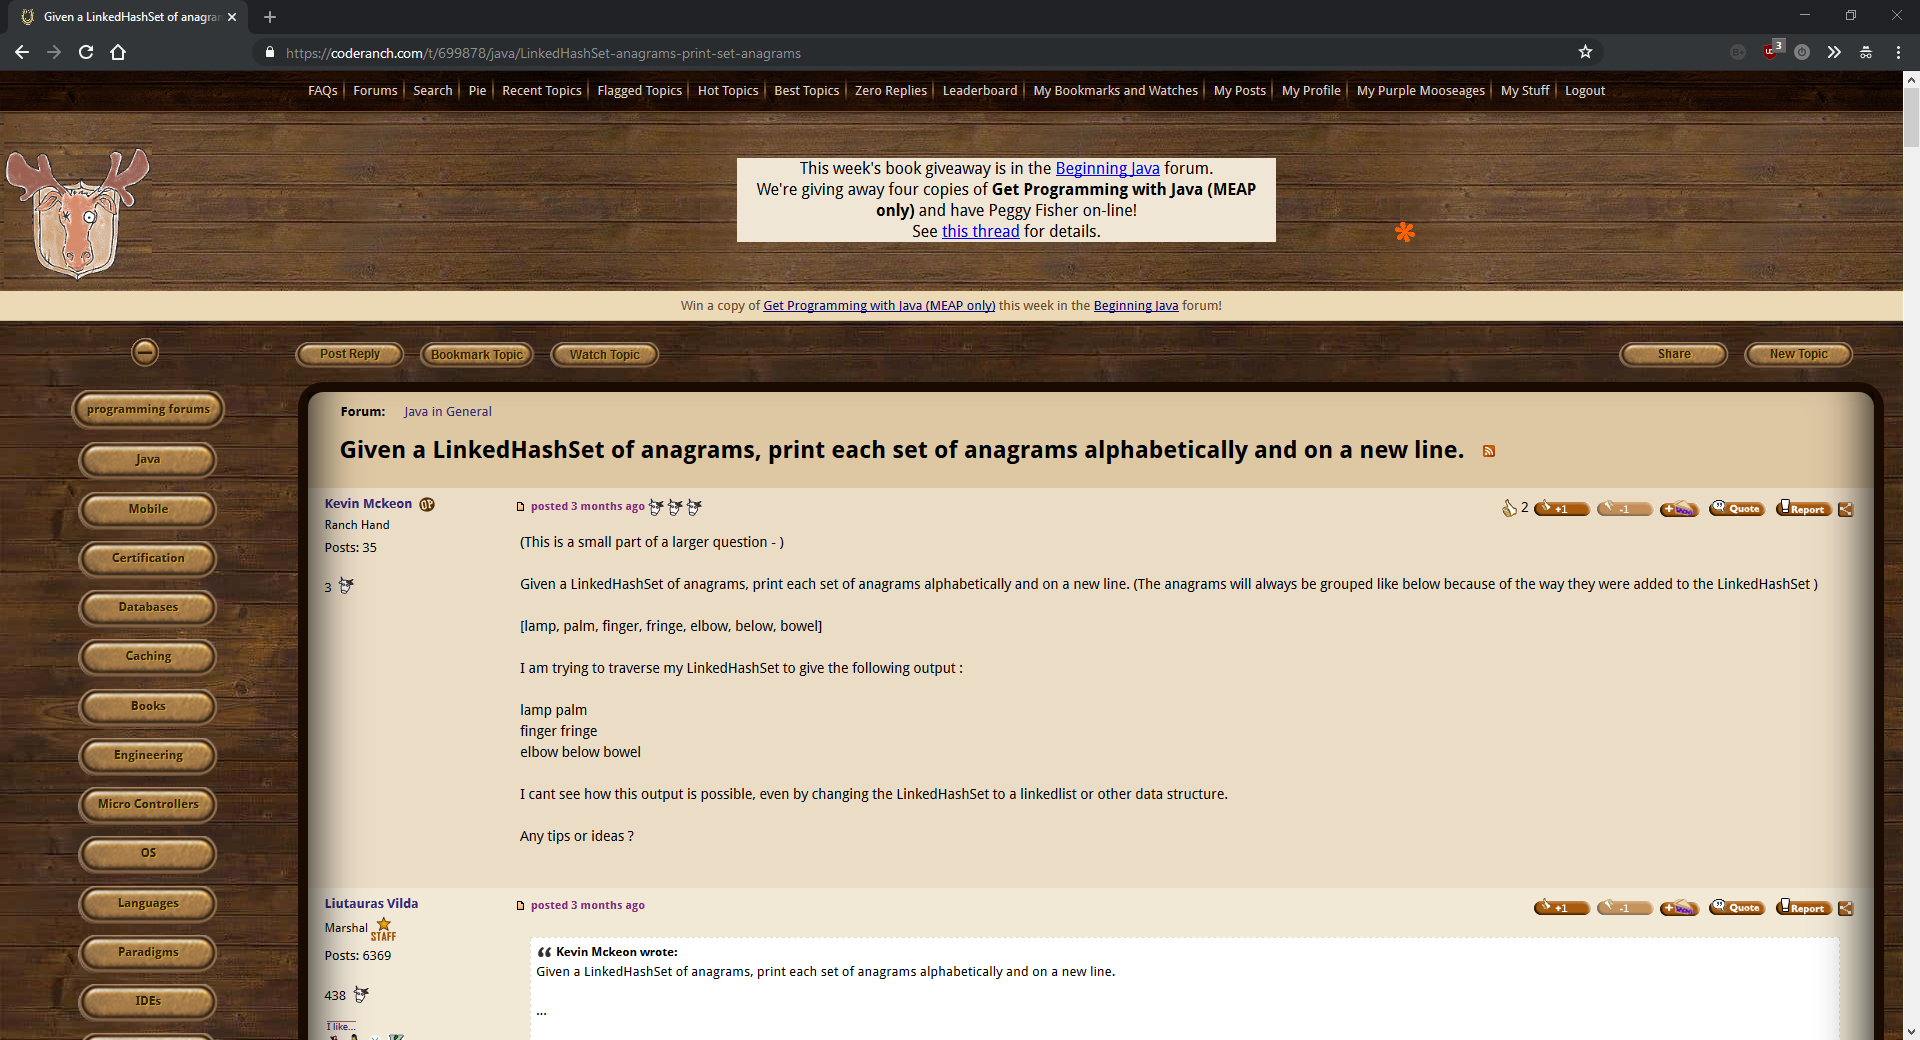 Given a LinkedHashSet of anagra
https://coderanch.com/t/699878/java/LinkedHashSet-anagrams-print-set-anagrams
3
FAQs Forums Search Pie Recent Topics Flagged Topics Hot Topics Best Topics Zero Replies Leaderboard My Bookmarks and Watches My Posts My Profile My Purple Mooseages My Stuff Logout
This week's book giveaway is in the Beginning Java forum.
We're giving away four copies of Get Programming with Java (MEAP
only) and have Peggy Fisher on-line!
See this thread for details.
Win a copy of Get Programming with Java (MEAP only) this week in the Beginning Java forum!
Post Reply Bookmark Topic Watch Topic Share New Topic
programming forums
Java
Mobile
Certification
Databases
Caching
Books
Engineering
Micro Controllers
OS
Languages
Paradigms
IDEs
Forum: Java in General
Given a LinkedHashSet of anagrams, print each set of anagrams alphabetically and on a new line.
Kevin Mckeon OP
Ranch Hand
Posts: 35
3
posted 3 months ago
2 +1 -1 Quote Report
(This is a small part of a larger question - )
Given a LinkedHashSet of anagrams, print each set of anagrams alphabetically and on a new line. (The anagrams will always be grouped like below because of the way they were added to the LinkedHashSet )
[lamp, palm, finger, fringe, elbow, below, bowel]
I am trying to traverse my LinkedHashSet to give the following output :
lamp palm
finger fringe
elbow below bowel
I cant see how this output is possible, even by changing the LinkedHashSet to a linkedlist or other data structure.
Any tips or ideas ?
Liutauras Vilda
Marshal STAFF
Posts: 6369
438
I like...
posted 3 months ago
+1 -1 Quote Report
Kevin Mckeon wrote:
Given a LinkedHashSet of anagrams, print each set of anagrams alphabetically and on a new line.
...